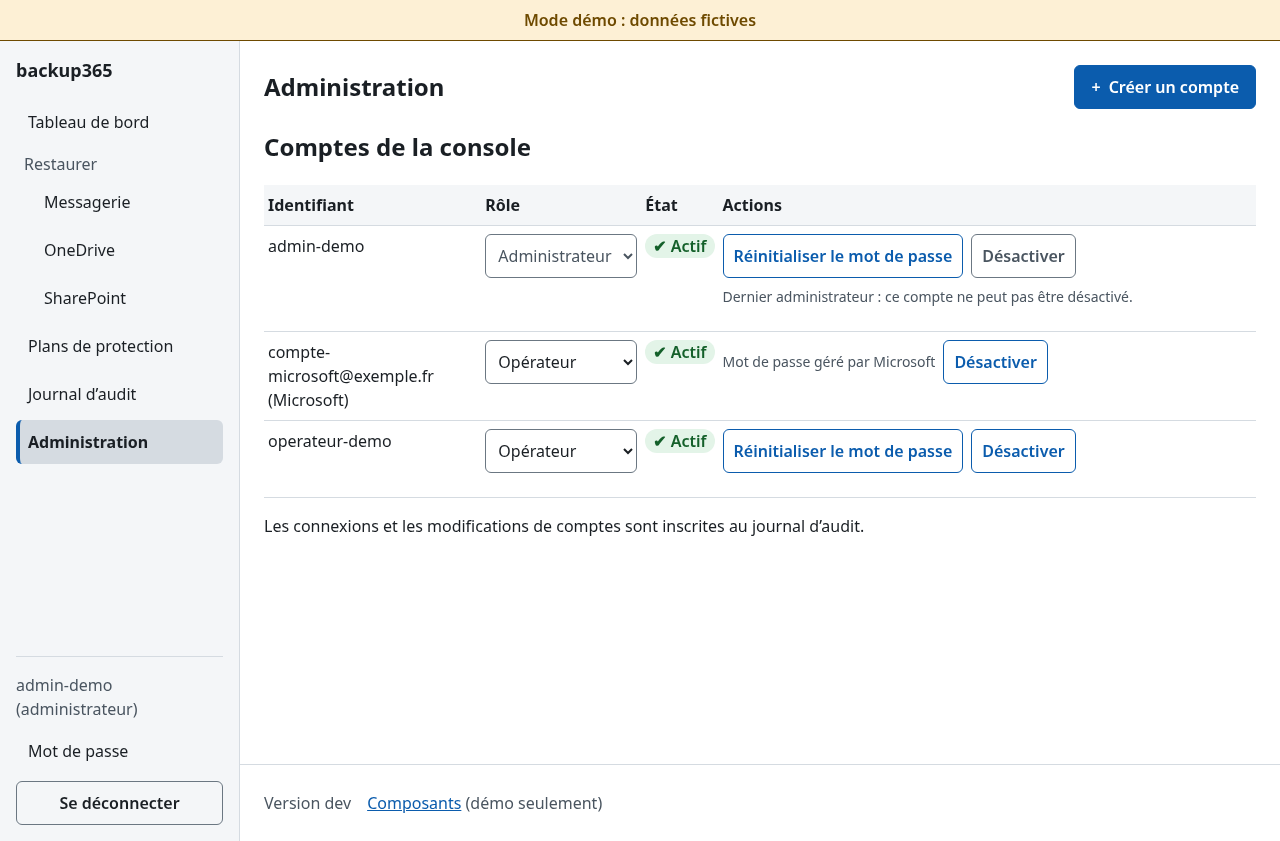 Mode démo : données fictives
backup365
Tableau de bord
Restaurer
Messagerie
OneDrive
SharePoint
Plans de protection
Journal d’audit
Administration
admin-demo
(administrateur)
Mot de passe
Se déconnecter
Administration
+ Créer un compte
Comptes de la console
Identifiant Rôle État Actions
admin-demo Administrateur ✔ Actif Réinitialiser le mot de passe Désactiver
Dernier administrateur : ce compte ne peut pas être désactivé.
compte-
microsoft@exemple.fr
(Microsoft)
Opérateur ✔ Actif Mot de passe géré par Microsoft Désactiver
operateur-demo Opérateur ✔ Actif Réinitialiser le mot de passe Désactiver
Les connexions et les modifications de comptes sont inscrites au journal d’audit.
Version dev Composants (démo seulement)